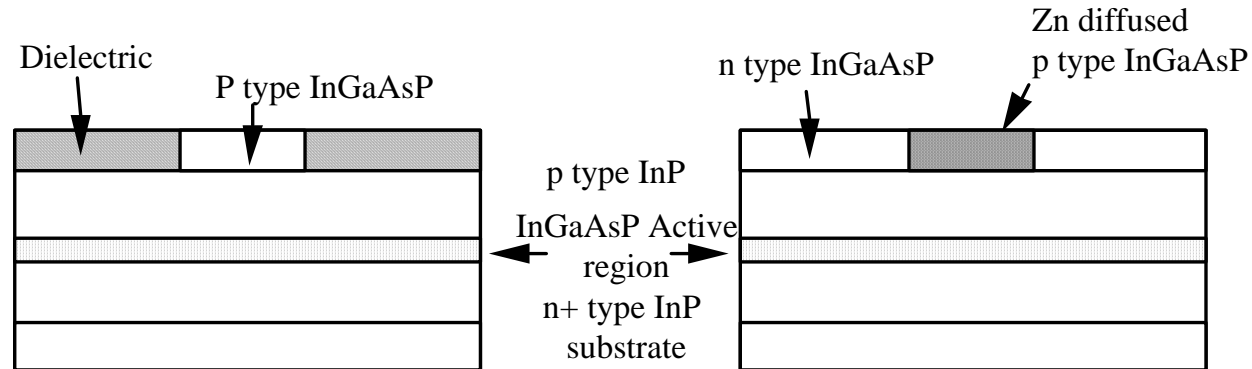 Dielectric
P type InGaAsP
p type InP
InGaAsP Active
region
n+ type InP
substrate
n type InGaAsP
Zn diffused
p type InGaAsP